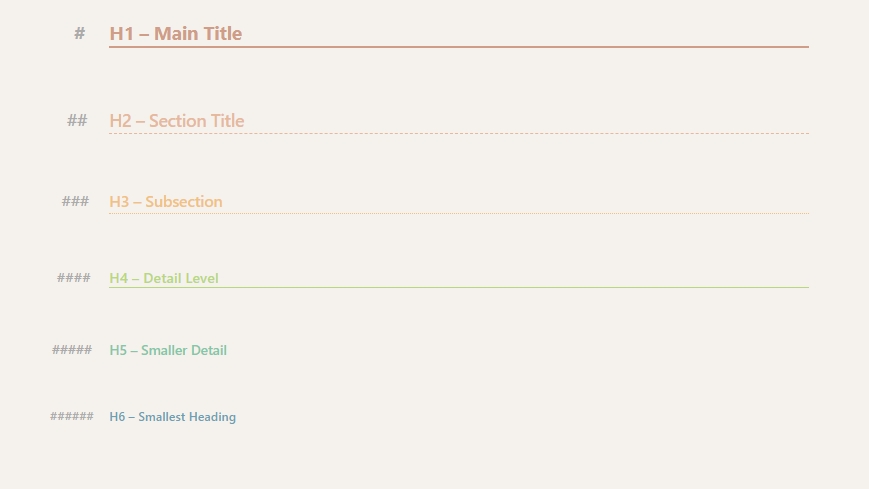 # H1 – Main Title
## H2 – Section Title
### H3 – Subsection
#### H4 – Detail Level
##### H5 – Smaller Detail
###### H6 – Smallest Heading